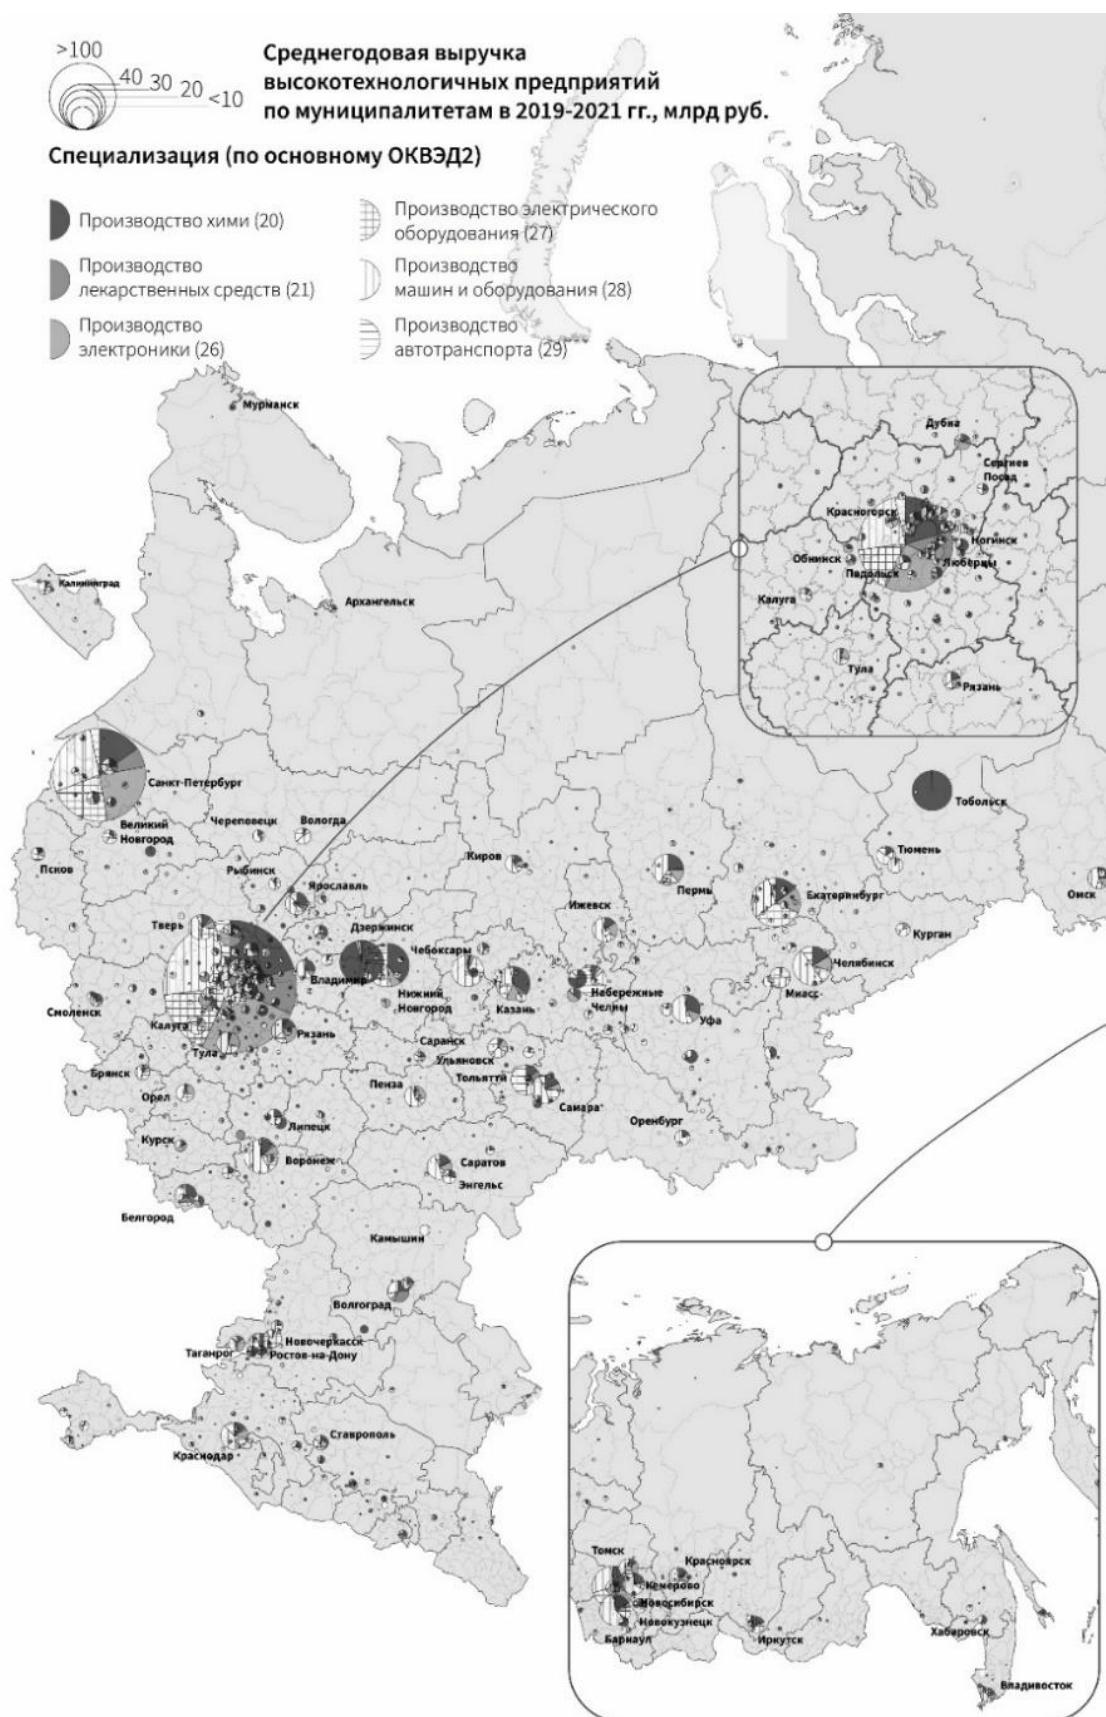 >100
40 30 20 <10
Среднегодовая выручка
высокотехнологичных предприятий
по муниципалитетам в 2019-2021 гг., млрд руб.
Специализация (по основному ОКВЭД2)
Производство хими (20)
Производство
лекарственных средств (21)
Производство
электроники (26)
Производство электрического
оборудования (27)
Производство
машин и оборудования (28)
Производство
автотранспорта (29)
Мурманск
Дубна
Сергиев
Посад
Красногорск
Ногинск
Обнинск
Люберцы
Подольск
Калуга
Тула
Рязань
Калининград
Архангельск
Санкт-Петербург
Тобольск
Великий
Новгород
Череповецк
Вологда
Псков
Киров
Тюмень
Рыбинск
Ярославль
Пермь
Екатеринбург
Омск
Тверь
Дзержинск
Ижевск
Чебоксары
Курган
Владимир
Челябинск
Смоленск
Нижний
Новгород
Казань
Набережные
Челны
Миасс
Калуга
Рязань
Уфа
Тула
Саранск
Ульяновск
Брянск
Пенза
Тольятти
Орел
Самара
Липецк
Оренбург
Курск
Воронеж
Саратов
Энгельс
Белгород
Камышин
Волгоград
Новочеркасск
Таганрог
Ростов-на-Дону
Краснодар
Ставрополь
Томск
Красноярск
Кемерово
Новосибирск
Новокузнецк
Барнаул
Иркутск
Хабаровск
Владивосток